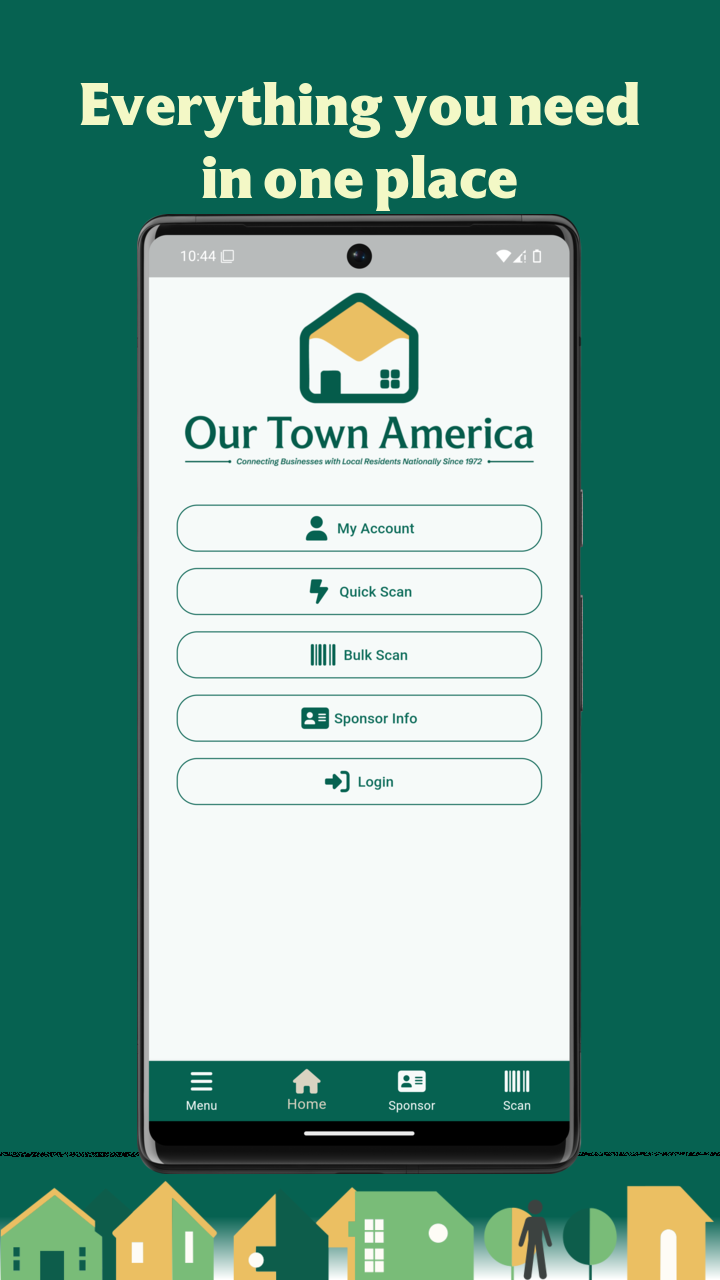 Everything you need
in one place
10:44
Our Town America
Connecting Businesses with Local Residents Nationally Since 1972
My Account
Quick Scan
Bulk Scan
Sponsor Info
Login
Menu
Home
Sponsor
Scan